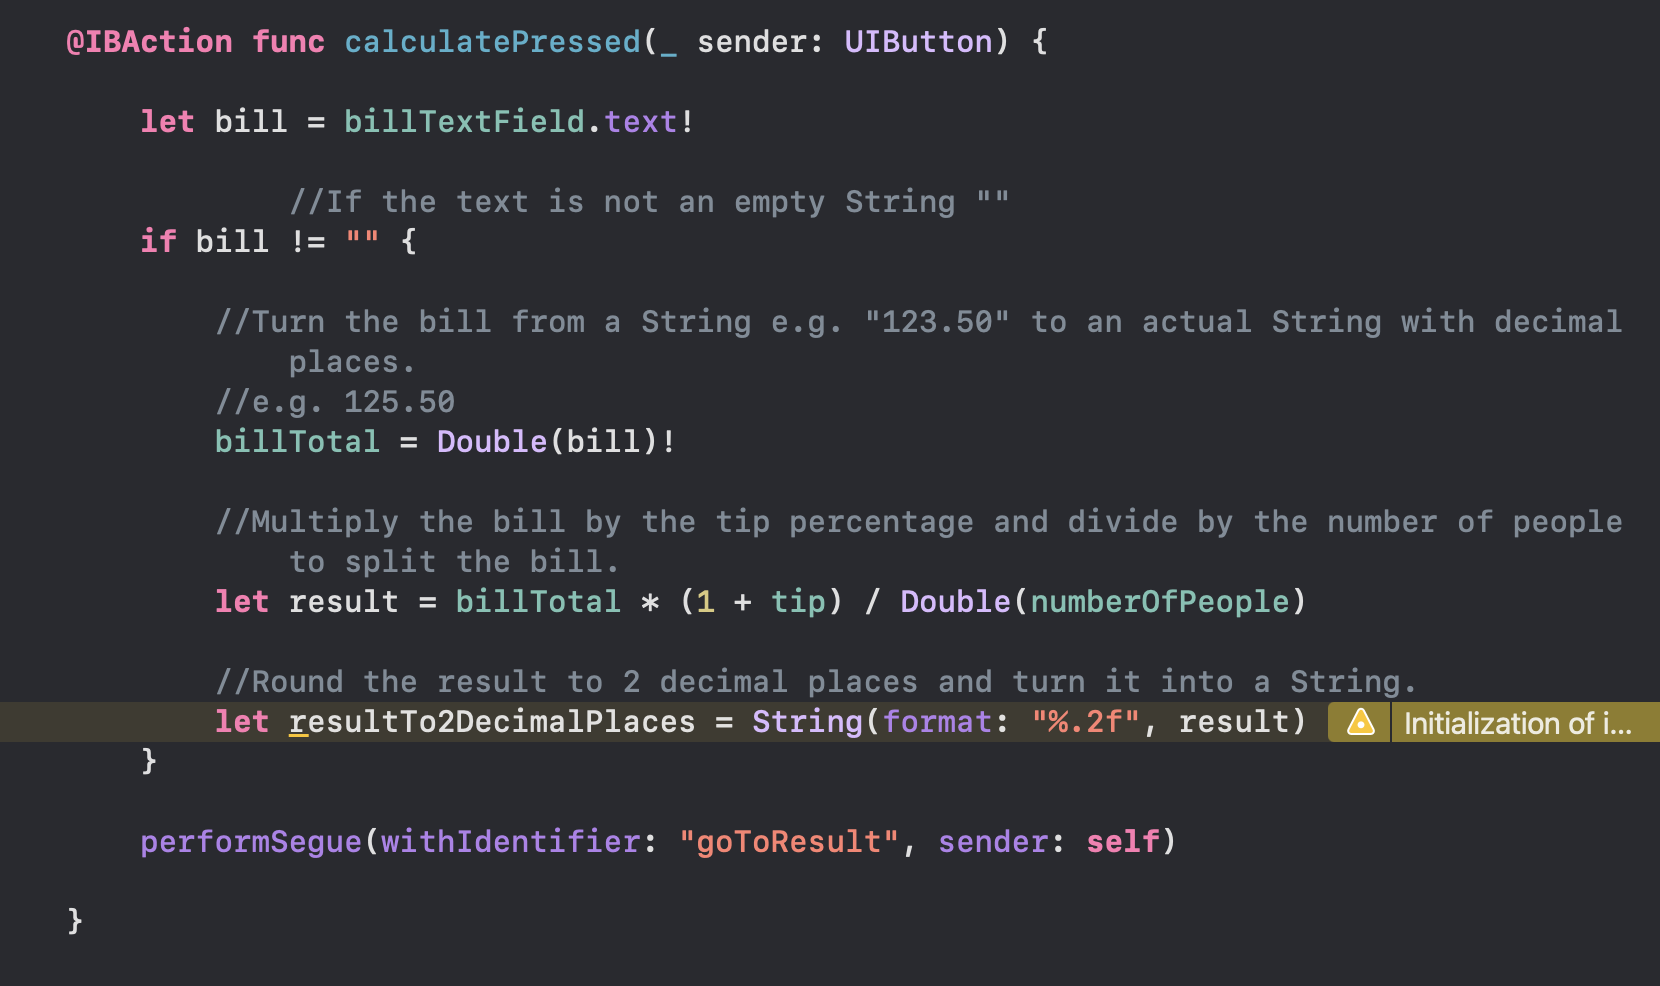 @IBAction func calculatePressed(_ sender: UIButton) {
let bill = billTextField.text!
//If the text is not an empty String ""
if bill != "" {
//Turn the bill from a String e.g. "123.50" to an actual String with decimal
places.
//e.g. 125.50
billTotal = Double(bill)!
//Multiply the bill by the tip percentage and divide by the number of people
to split the bill.
let result = billTotal * (1 + tip) / Double(numberOfPeople)
//Round the result to 2 decimal places and turn it into a String.
let resultTo2DecimalPlaces = String(format: "%.2f", result) Initialization of i...
}
performSegue(withIdentifier: "goToResult", sender: self)
}